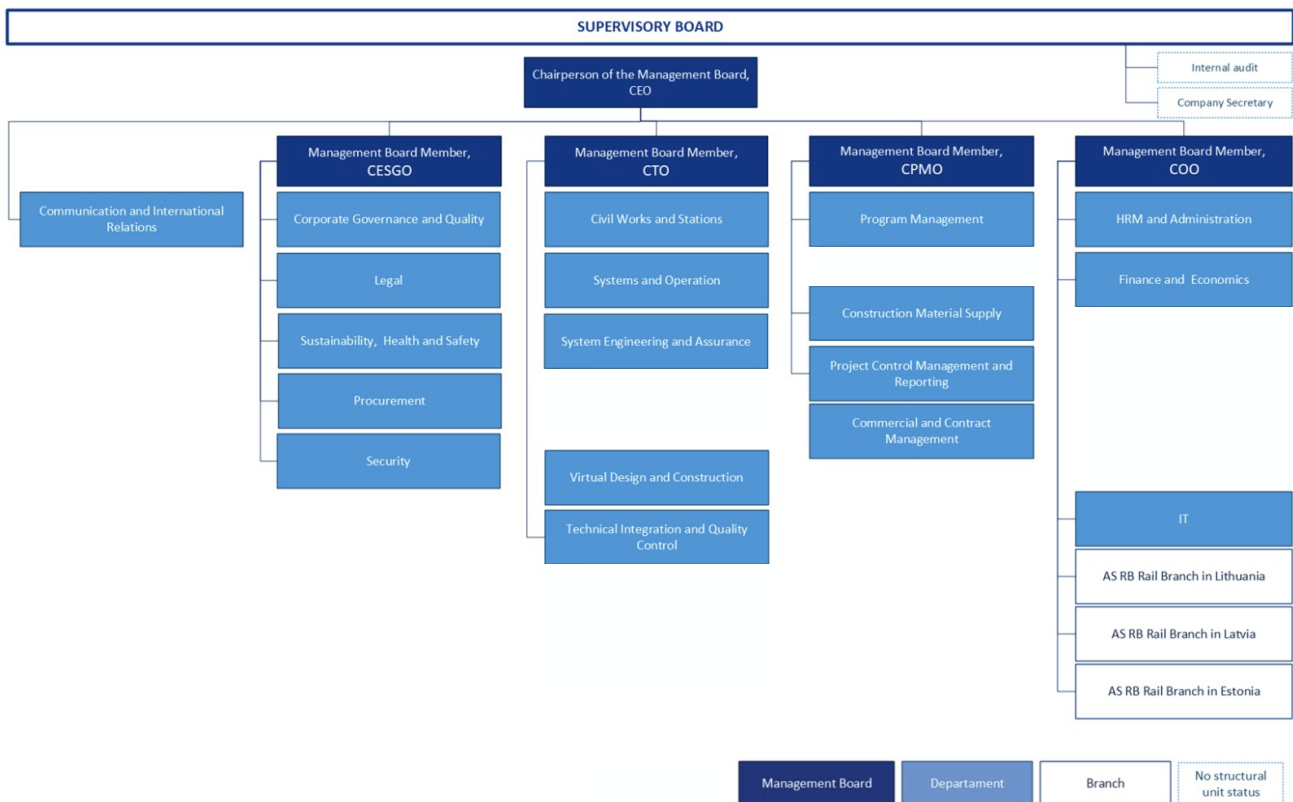 SUPERVISORY BOARD
Internal audit
Company Secretary
Chairperson of the Management Board,
CEO
Communication and International
Relations
Management Board Member,
CESGO
Corporate Governance and Quality
Legal
Sustainability, Health and Safety
Procurement
Security
Management Board Member,
CTO
Civil Works and Stations
Systems and Operation
System Engineering and Assurance
Virtual Design and Construction
Technical Integration and Quality
Control
Management Board Member,
CPMO
Program Management
Construction Material Supply
Project Control Management and
Reporting
Commercial and Contract
Management
Management Board Member,
COO
HRM and Administration
Finance and Economics
IT
AS RB Rail Branch in Lithuania
AS RB Rail Branch in Latvia
AS RB Rail Branch in Estonia
Management Board
Departament
Branch
No structural
unit status